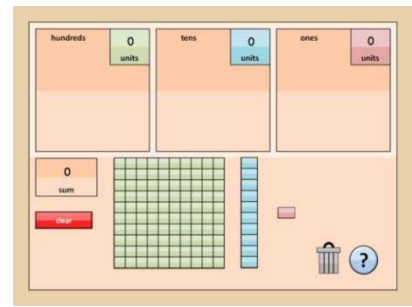 hundreds
0
units
tens
0
units
ones
0
units
0
sum
clear
?